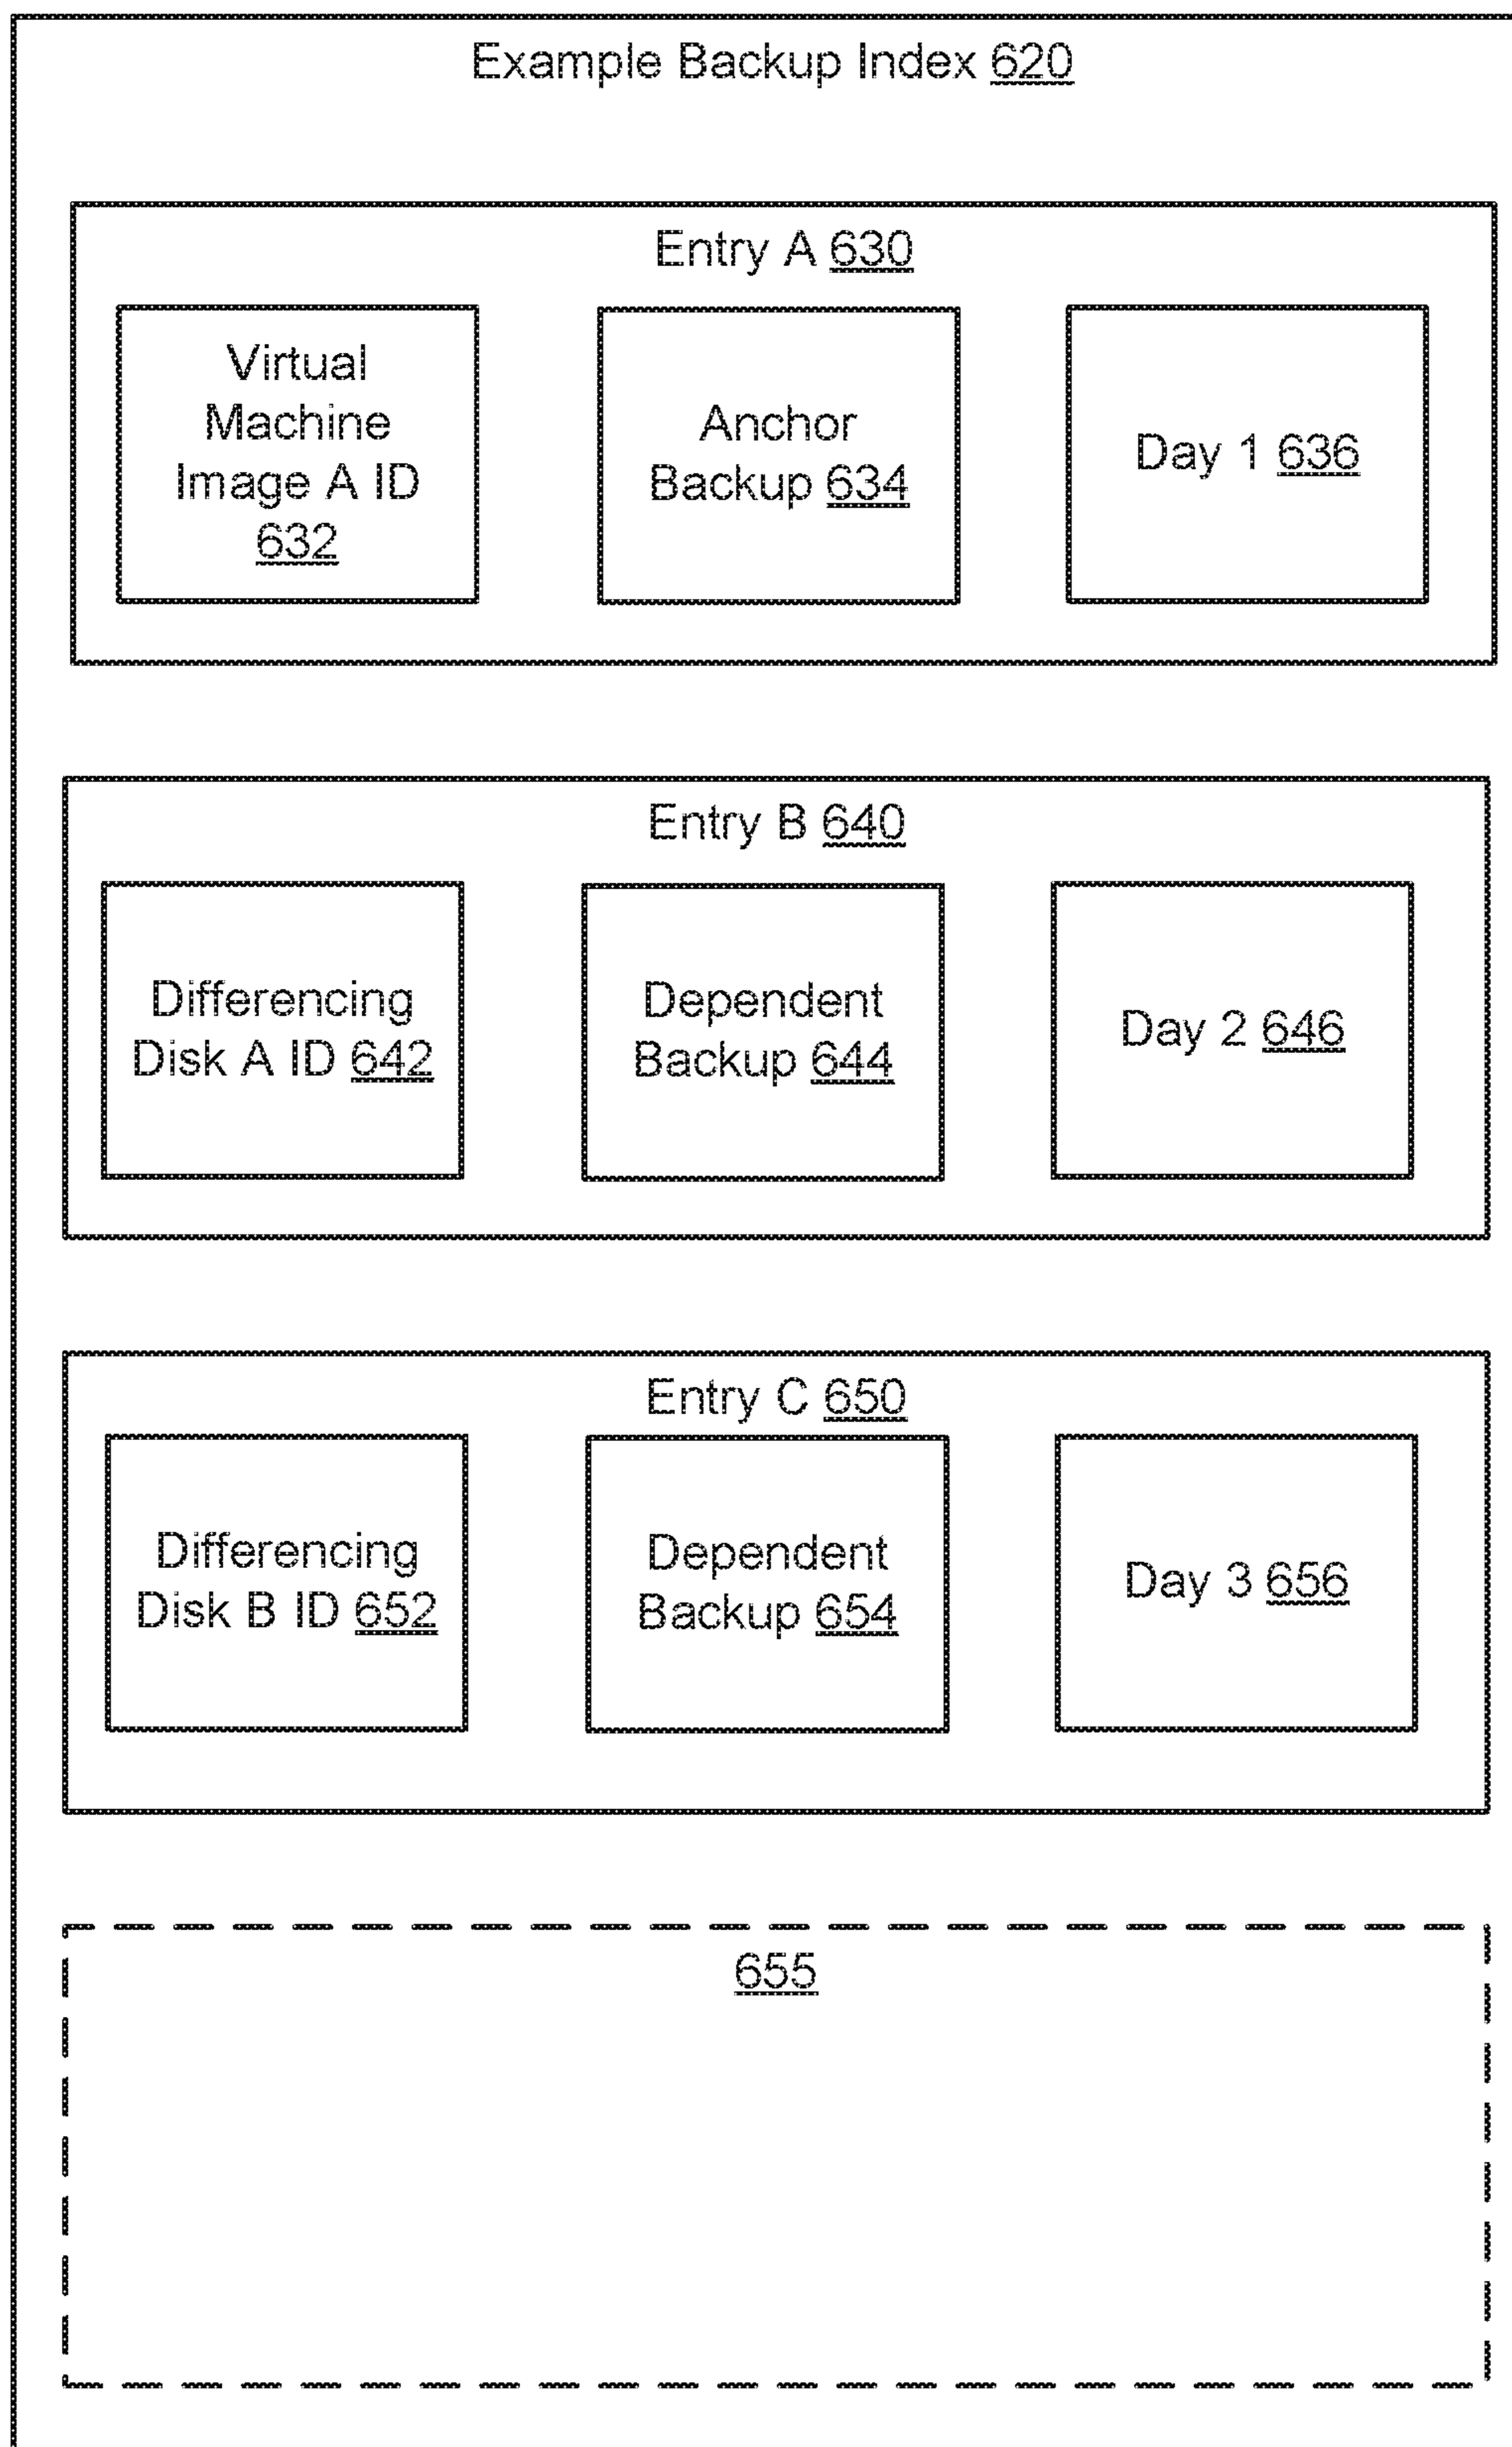 Example Backup Index 620
Entry A 630
Virtual
Machine
Image A ID
632
Anchor
Backup 634
Day 1 636
Entry B 640
Differencing
Disk A ID 642
Dependent
Backup 644
Day 2 646
Entry C 650
Differencing
Disk B ID 652
Dependent
Backup 654
Day 3 656
655